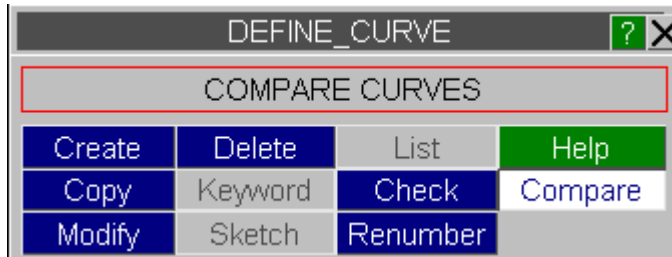 DEFINE_CURVE ? X
COMPARE CURVES
Create Delete List Help
Copy Keyword Check Compare
Modify Sketch Renumber